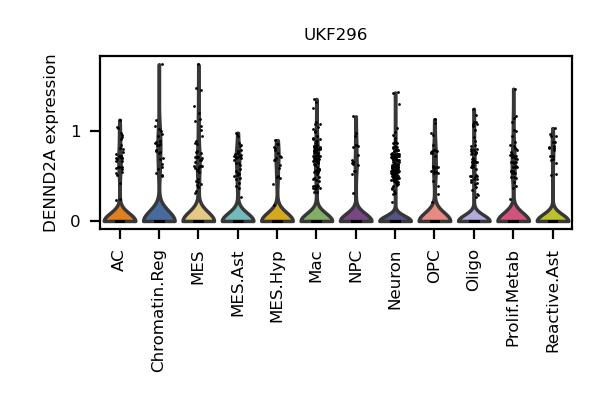 UKF296
DENND2A expression
1
0
AC
Chromatin.Reg
MES
MES.Ast
MES.Hyp
Mac
NPC
Neuron
OPC
Oligo
Prolif.Metab
Reactive.Ast